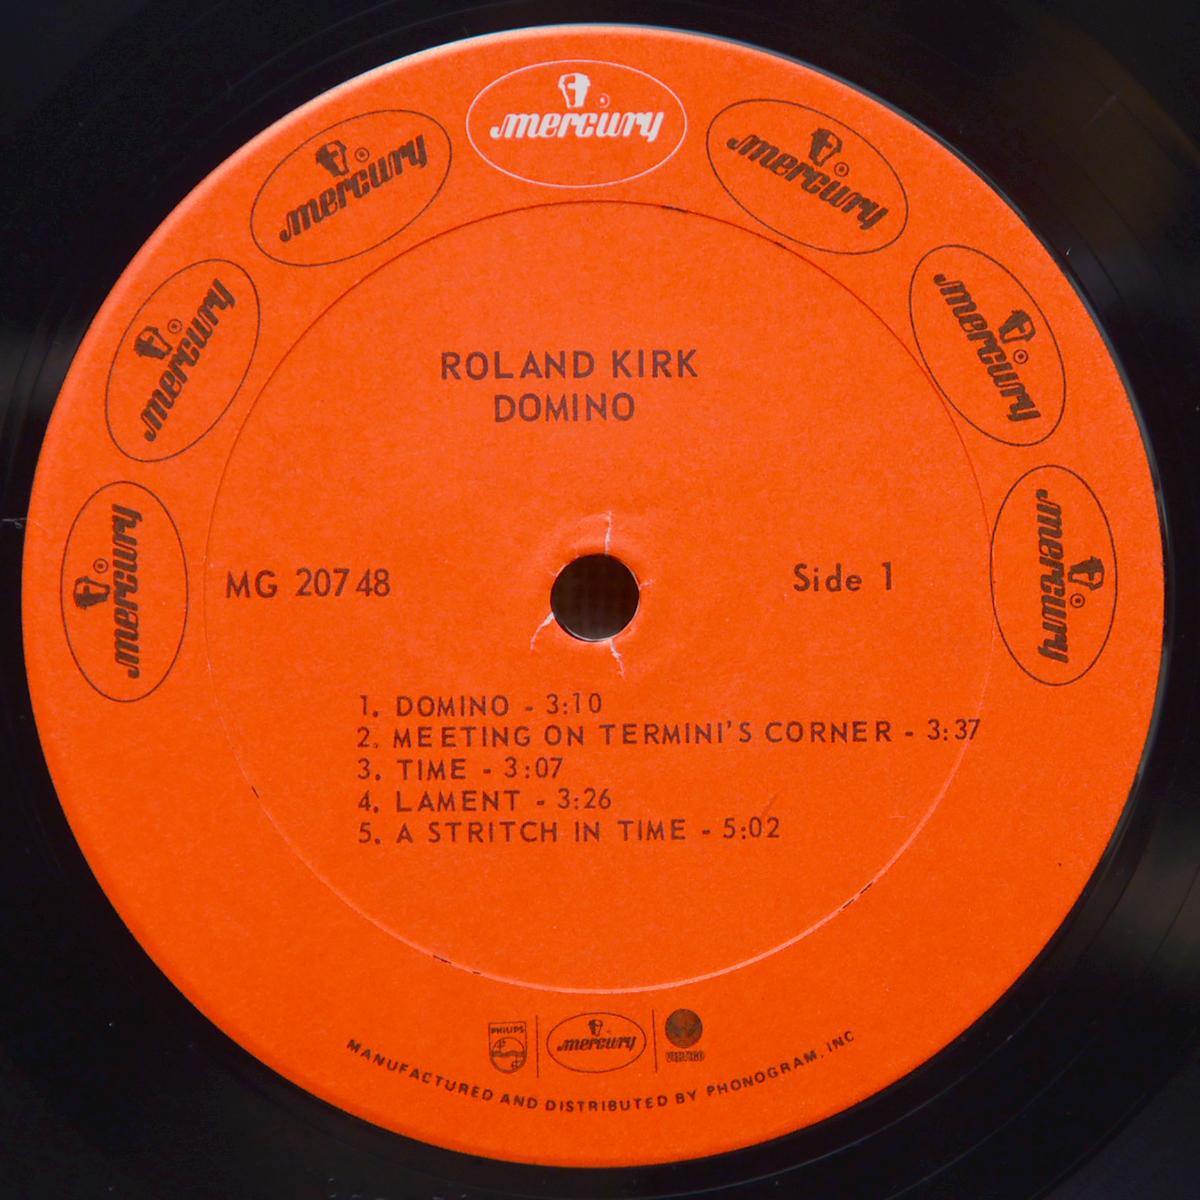 mercury
mercury
mercury
mercury
mercury
mercury
mercury
ROLAND KIRK
DOMINO
MG 20748
Side 1
1. DOMINO - 3:10
2. MEETING ON TERMINI'S CORNER - 3:37
3. TIME - 3:07
4. LAMENT - 3:26
5. A STRITCH IN TIME - 5:02
PHILIPS
mercury
VERTIGO
MANUFACTURED AND DISTRIBUTED BY PHONOGRAM, INC